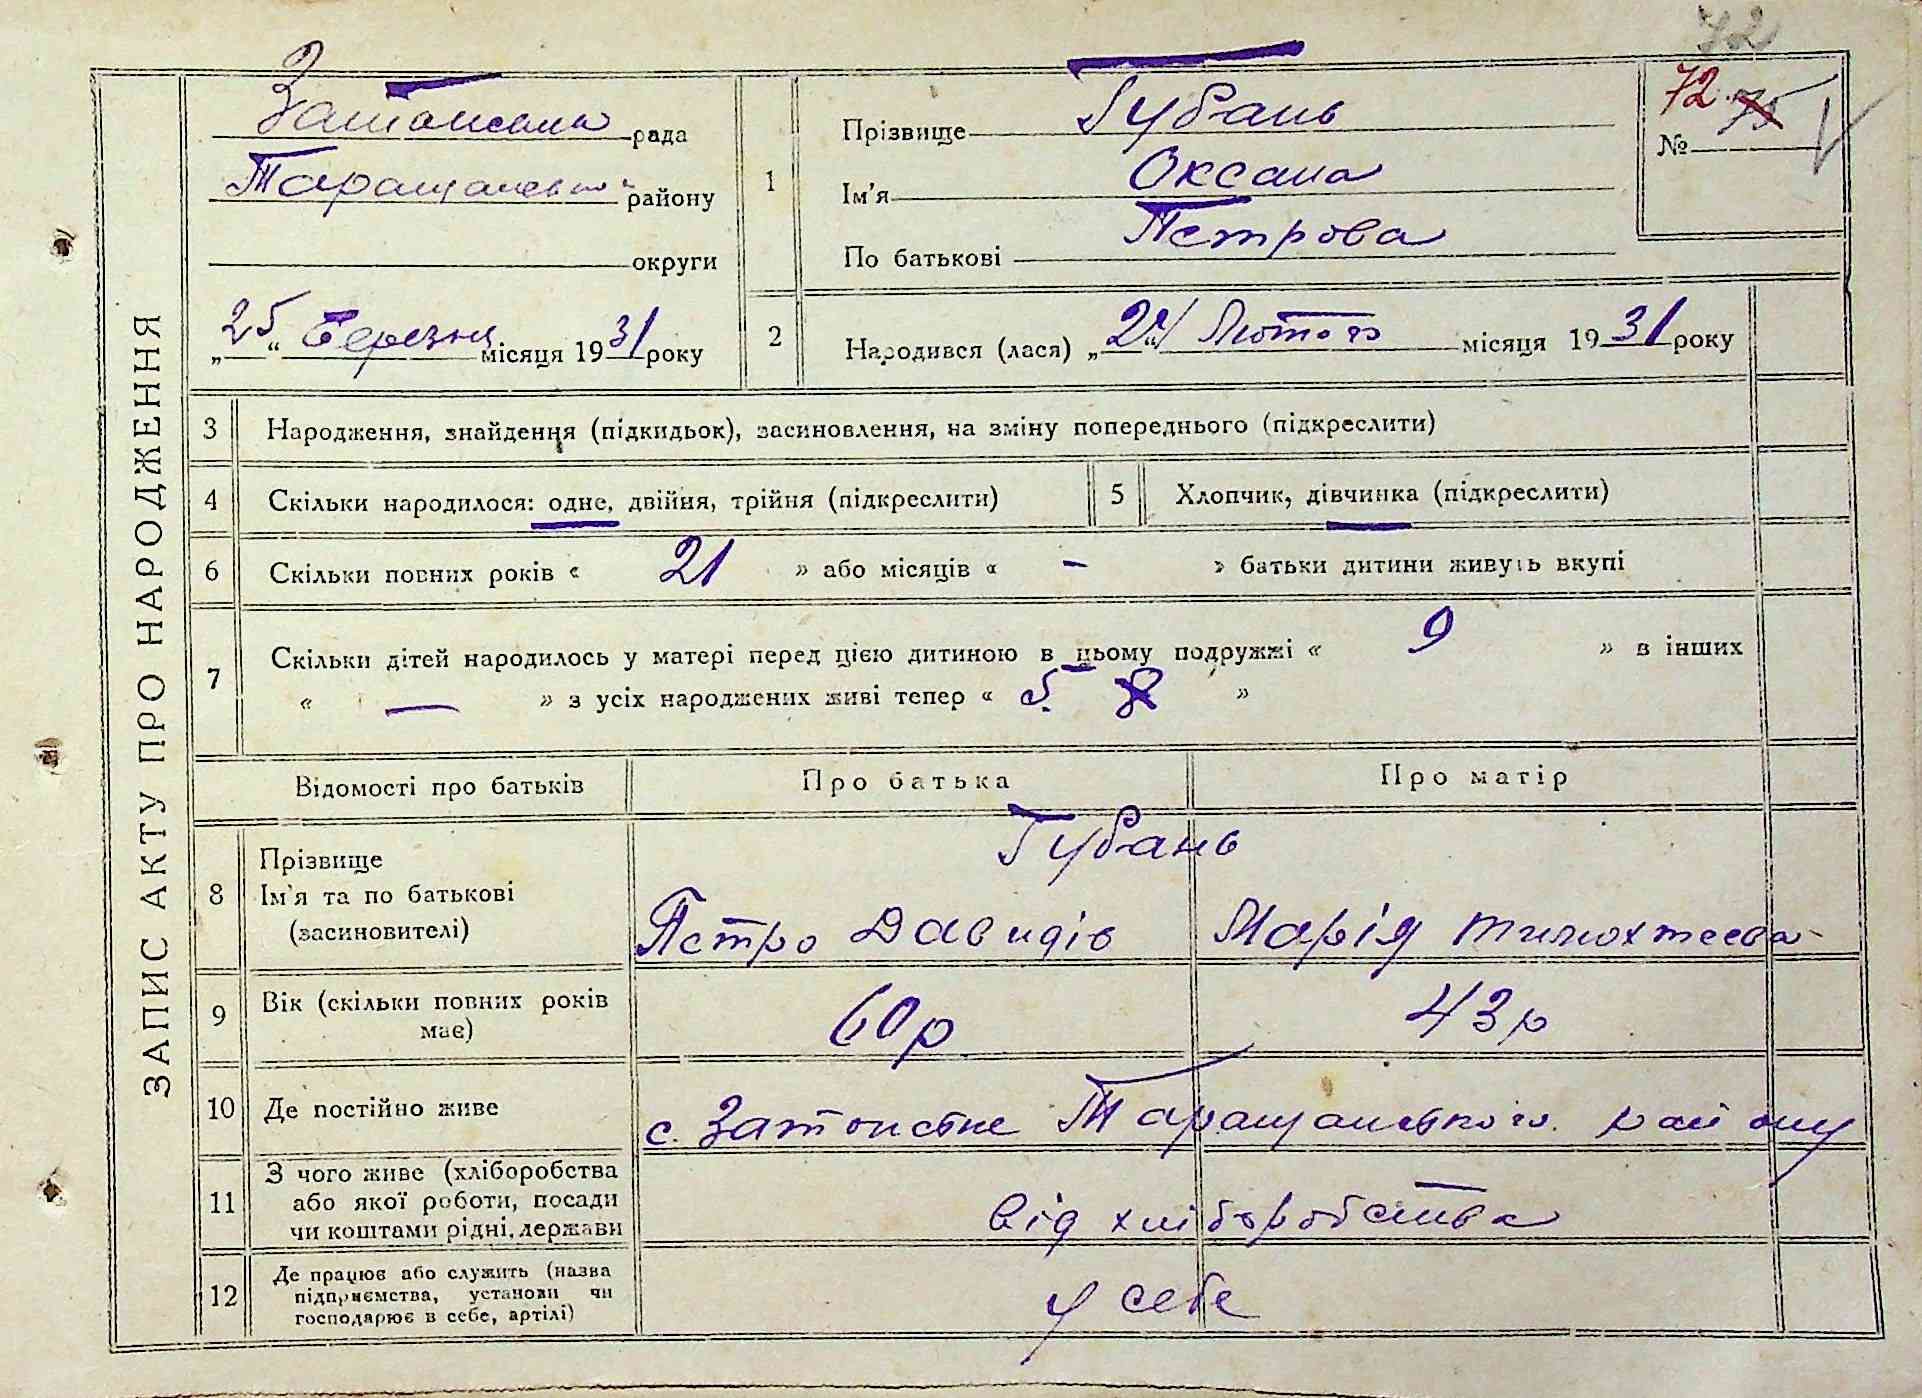 72
ЗАПИС АКТУ ПРО НАРОДЖЕННЯ
Затонська рада
Таращанського району
округи
„25“ Березня місяця 1931 року
1
Прізвище Губань
Ім'я Оксана
По батькові Петрова
72 75
№
2
Народився (лася) „24“ Лютого місяця 1931 року
3 Народження, знайдення (підкидьок), засиновлення, на зміну попереднього (підкреслити)
4 Скільки народилося: одне, двійня, трійня (підкреслити)
5 Хлопчик, дівчинка (підкреслити)
6 Скільки повних років « 21 » або місяців « – » батьки дитини живуть вкупі
7 Скільки дітей народилось у матері перед цією дитиною в цьому подружжі « 9 » в інших
« — » з усіх народжених живі тепер « 5. 8 »
Відомості про батьків Про батька Про матір
8 Прізвище
Ім'я та по батькові
(засиновителі)
Губань
Петро Давидів Марія Тимохтеева
9 Вік (скільки повних років
має)
60р 43р
10 Де постійно живе с. Затонське Таращанського району
11 З чого живе (хліборобства
або якої роботи, посади
чи коштами рідні, держави
від хліборобства
12 Де працює або служить (назва
підприємства, установи чи
господарює в себе, артілі)
у себе